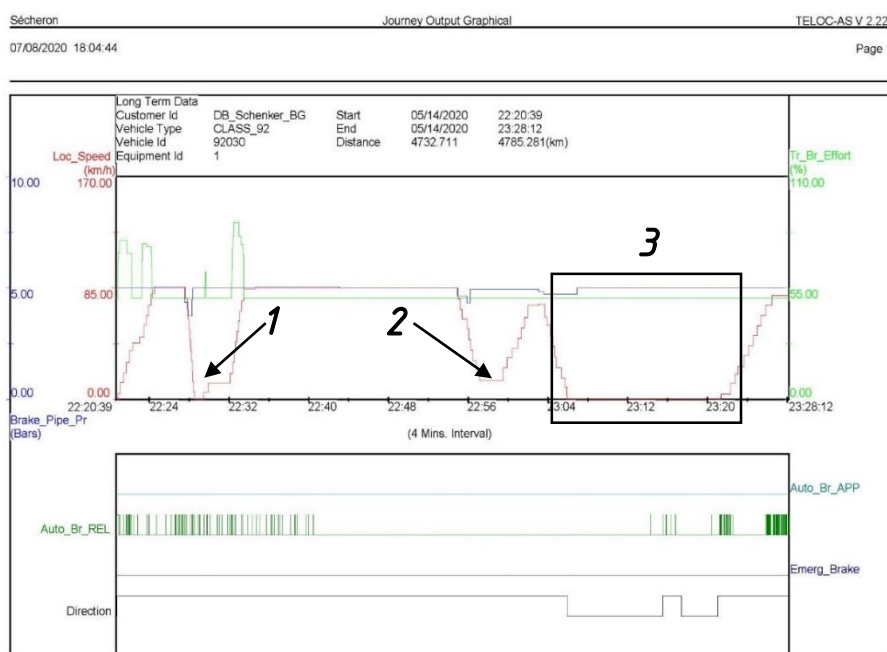 Sécheron Journey Output Graphical TELOC-AS V 2.22
07/08/2020 18:04:44 Page
Long Term Data
Customer Id DB_Schenker_BG Start 05/14/2020 22:20:39
Vehicle Type CLASS_92 End 05/14/2020 23:28:12
Vehicle Id 92030 Distance 4732.711 4785.281(km)
Equipment Id 1
Loc_Speed
(km/h)
Tr_Br_Effort
(%)
10.00 170.00 110.00
3
5.00 85.00 55.00
1 2
0.00 0.00 0.00
22:20:39 22:24 22:32 22:40 22:48 22:56 23:04 23:12 23:20 23:28:12
Brake_Pipe_Pr
(Bars)
(4 Mins. Interval)
Auto_Br_APP
Auto_Br_REL
Emerg_Brake
Direction